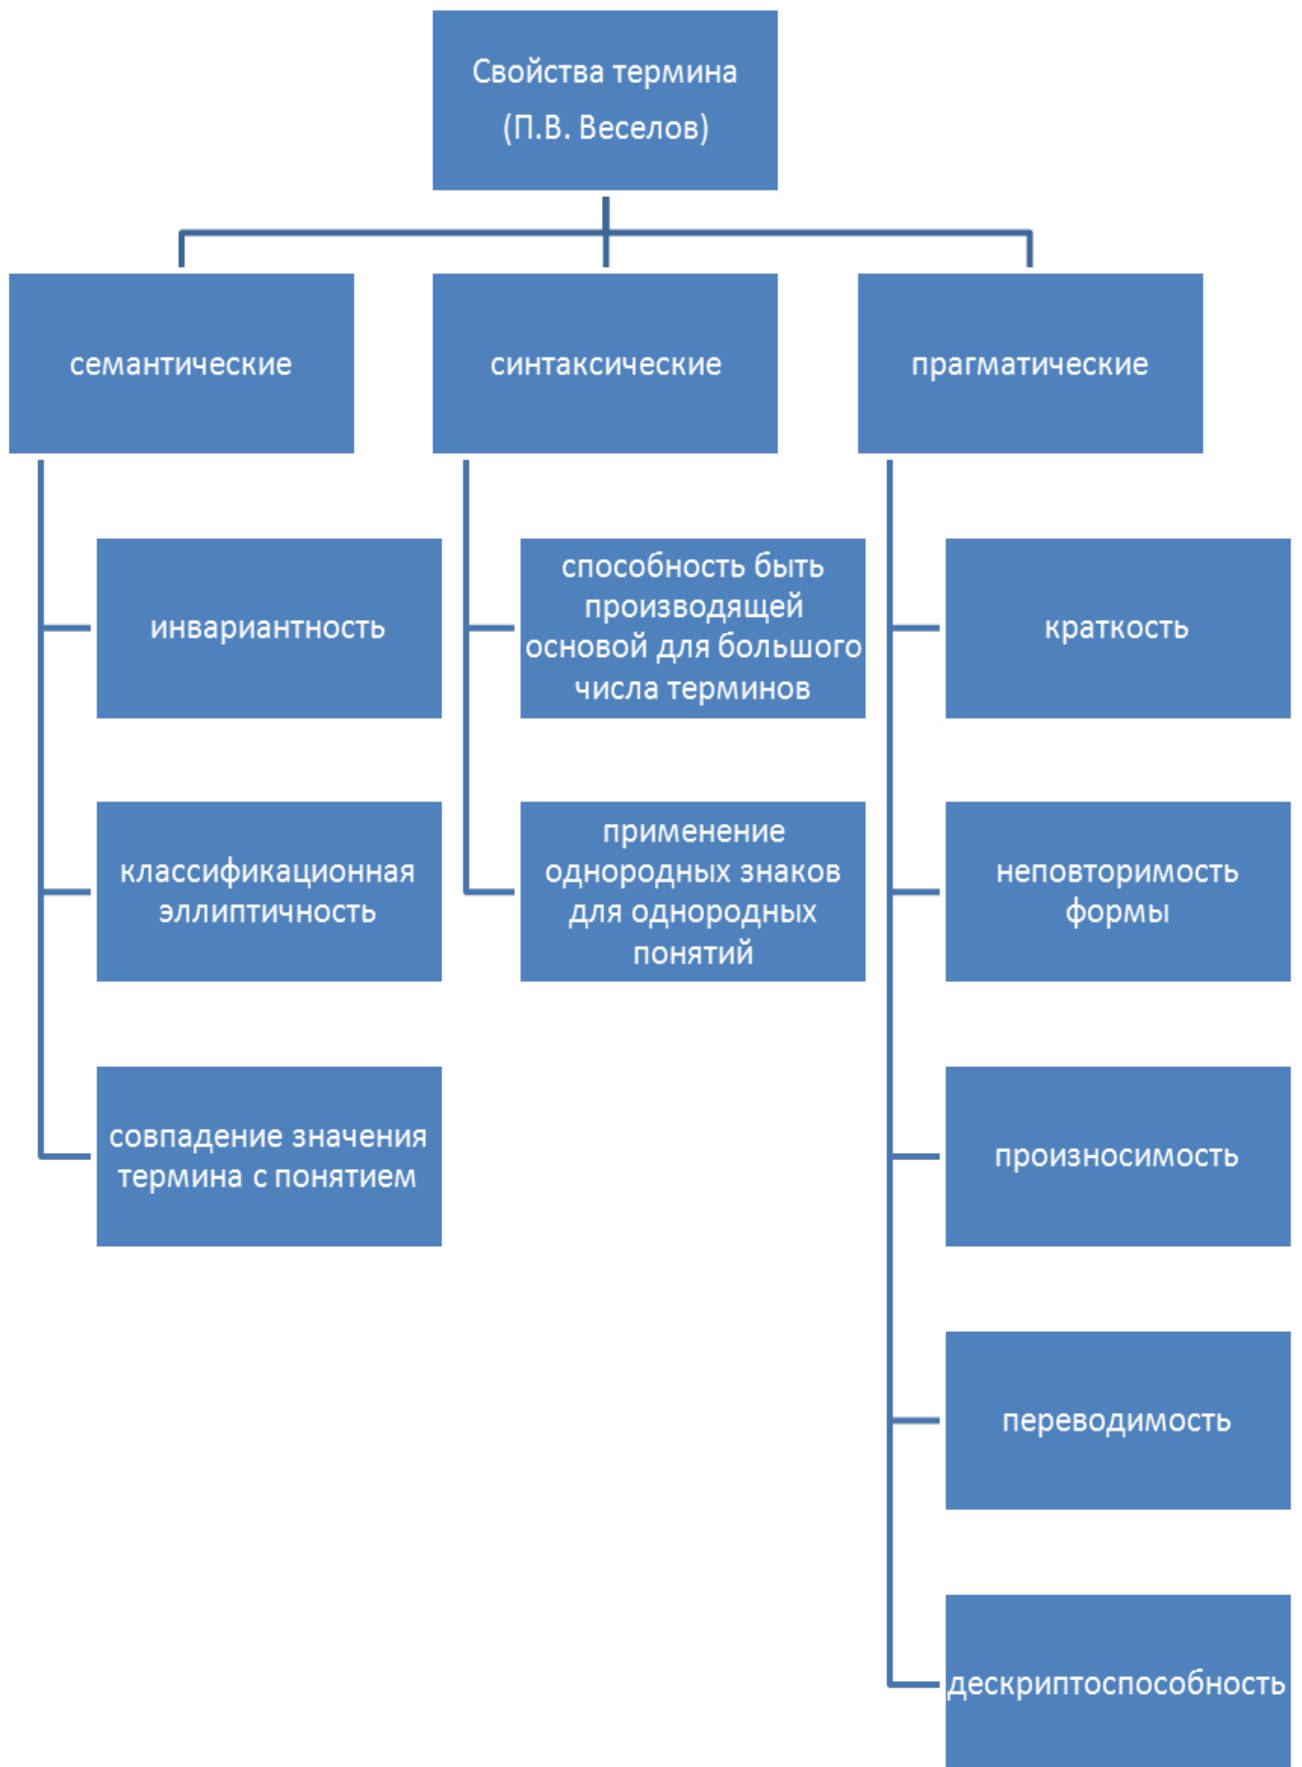 Свойства термина
(П.В. Веселов)
семантические
синтаксические
прагматические
инвариантность
классификационная
эллиптичность
совпадение значения
термина с понятием
способность быть
производящей
основой для большого
числа терминов
применение
однородных знаков
для однородных
понятий
краткость
неповторимость
формы
произносимость
переводимость
дескриптоспособность